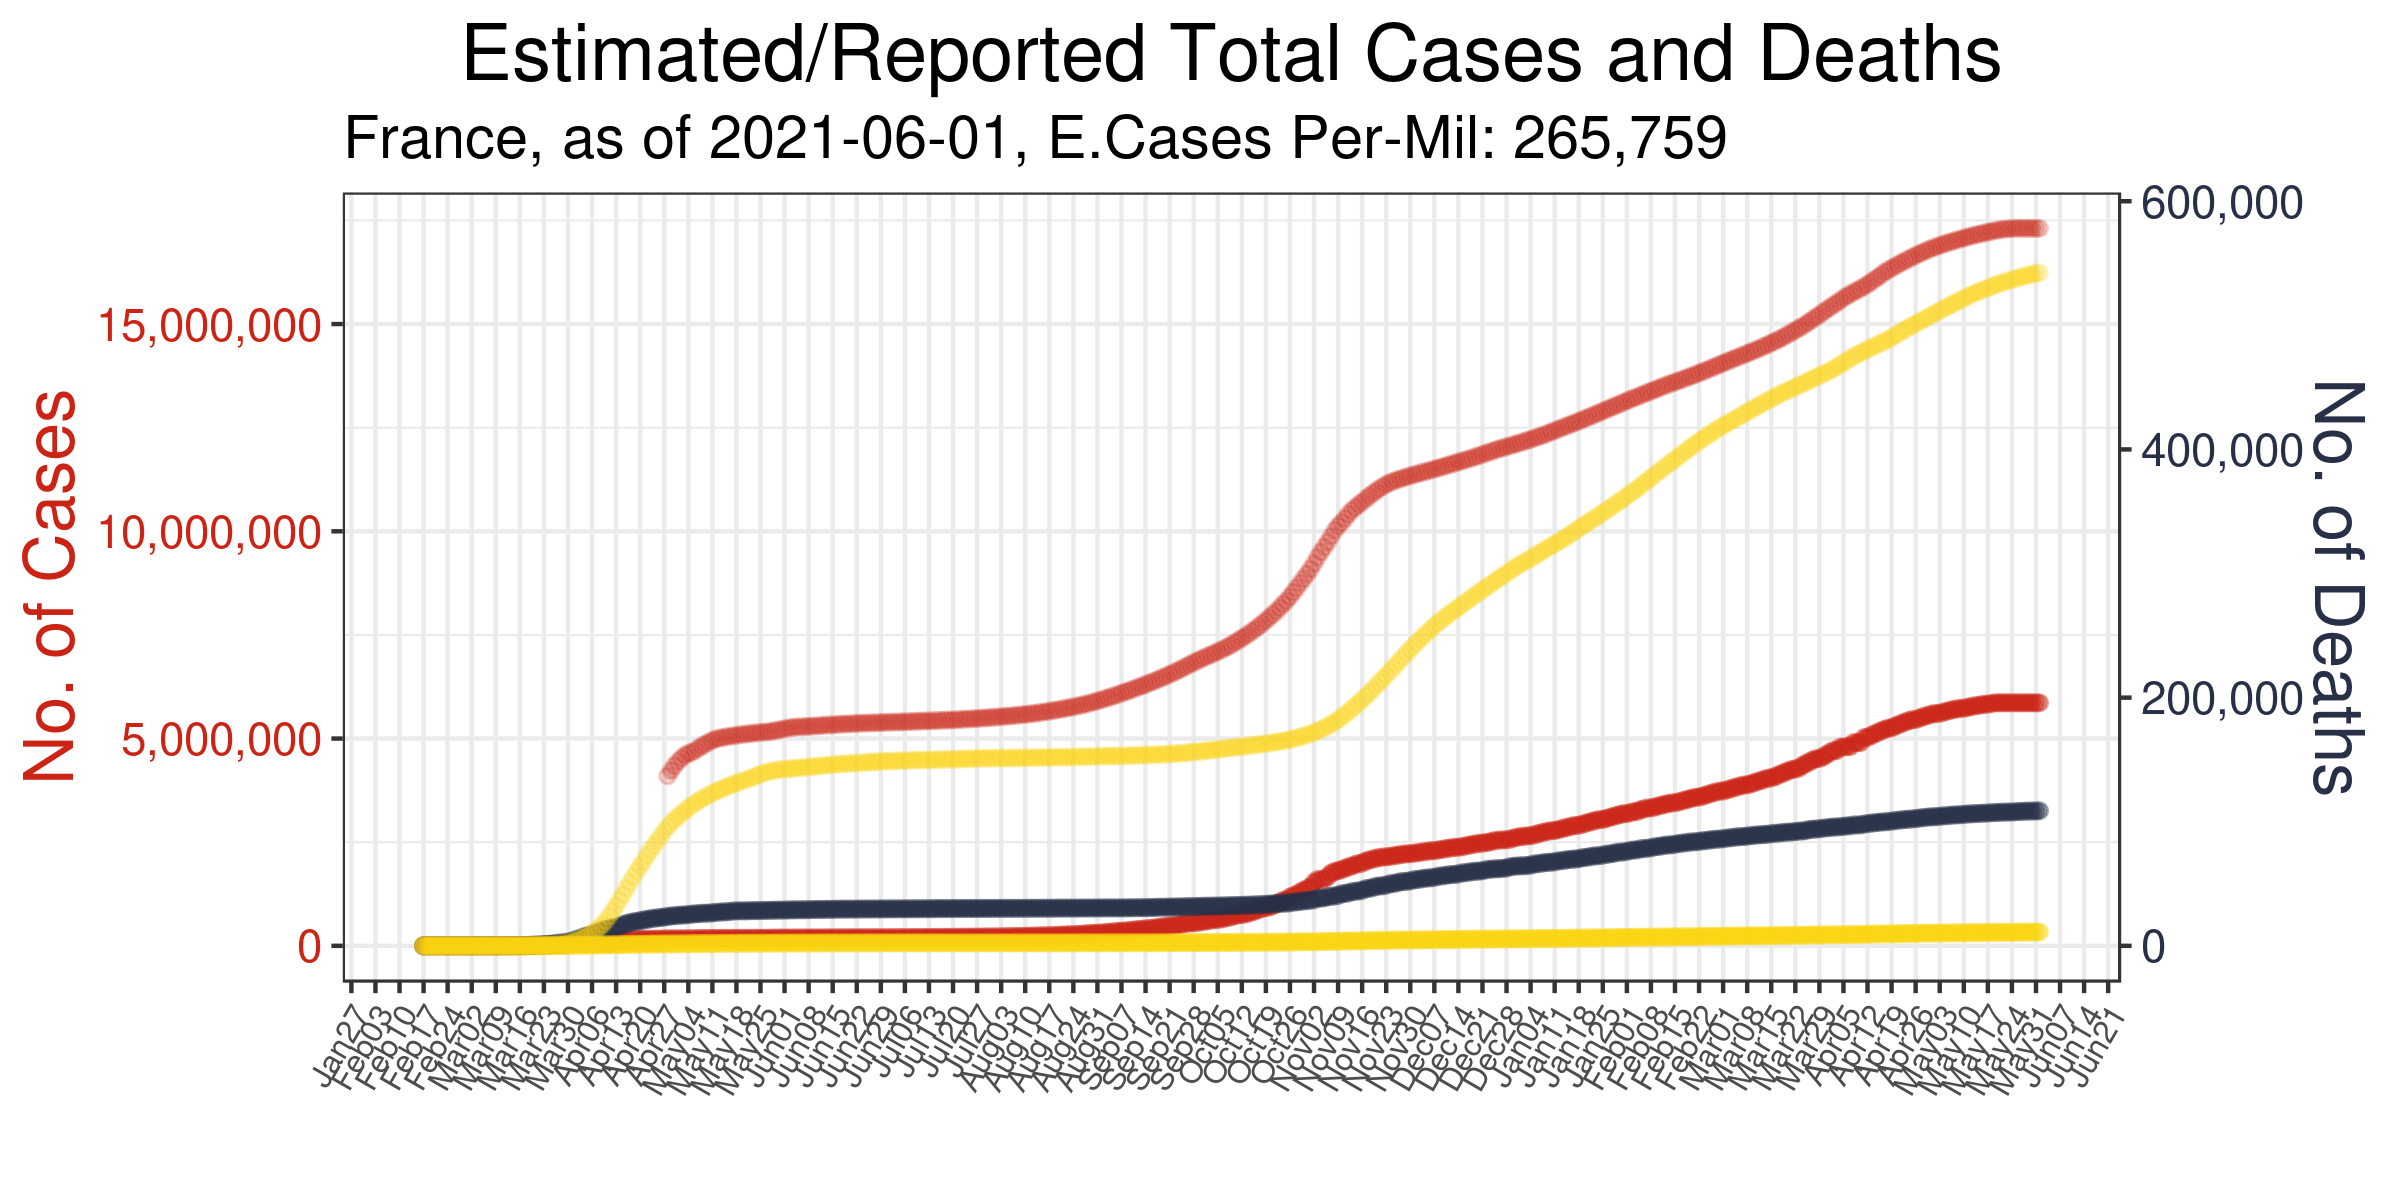 Estimated/Reported Total Cases and Deaths
France, as of 2021-06-01, E.Cases Per-Mil: 265,759
No. of Cases
15,000,000
10,000,000
5,000,000
0
600,000
400,000
200,000
0
No. of Deaths
Jan27
Feb03
Feb10
Feb17
Feb24
Mar02
Mar09
Mar16
Mar23
Mar30
Apr06
Apr13
Apr20
Apr27
May04
May11
May18
May25
Jun01
Jun08
Jun15
Jun22
Jun29
Jul06
Jul13
Jul20
Jul27
Aug03
Aug10
Aug17
Aug24
Aug31
Sep07
Sep14
Sep21
Sep28
Oct05
Oct12
Oct19
Oct26
Nov02
Nov09
Nov16
Nov23
Nov30
Dec07
Dec14
Dec21
Dec28
Jan04
Jan11
Jan18
Jan25
Feb01
Feb08
Feb15
Feb22
Mar01
Mar08
Mar15
Mar22
Mar29
Apr05
Apr12
Apr19
Apr26
May03
May10
May17
May24
May31
Jun07
Jun14
Jun21